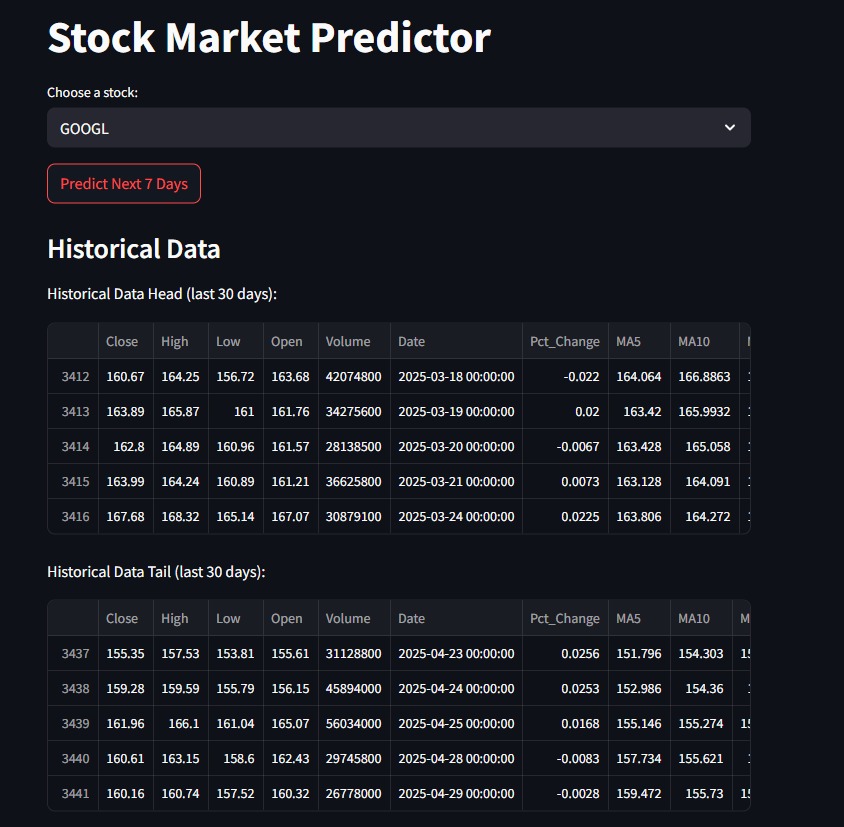 Stock Market Predictor
Choose a stock:
GOOGL
Predict Next 7 Days
Historical Data
Historical Data Head (last 30 days):
Close High Low Open Volume Date Pct_Change MA5 MA10
3412 160.67 164.25 156.72 163.68 42074800 2025-03-18 00:00:00 -0.022 164.064 166.8863
3413 163.89 165.87 161 161.76 34275600 2025-03-19 00:00:00 0.02 163.42 165.9932
3414 162.8 164.89 160.96 161.57 28138500 2025-03-20 00:00:00 -0.0067 163.428 165.058
3415 163.99 164.24 160.89 161.21 36625800 2025-03-21 00:00:00 0.0073 163.128 164.091
3416 167.68 168.32 165.14 167.07 30879100 2025-03-24 00:00:00 0.0225 163.806 164.272
Historical Data Tail (last 30 days):
Close High Low Open Volume Date Pct_Change MA5 MA10
3437 155.35 157.53 153.81 155.61 31128800 2025-04-23 00:00:00 0.0256 151.796 154.303
3438 159.28 159.59 155.79 156.15 45894000 2025-04-24 00:00:00 0.0253 152.986 154.36
3439 161.96 166.1 161.04 165.07 56034000 2025-04-25 00:00:00 0.0168 155.146 155.274
3440 160.61 163.15 158.6 162.43 29745800 2025-04-28 00:00:00 -0.0083 157.734 155.621
3441 160.16 160.74 157.52 160.32 26778000 2025-04-29 00:00:00 -0.0028 159.472 155.73